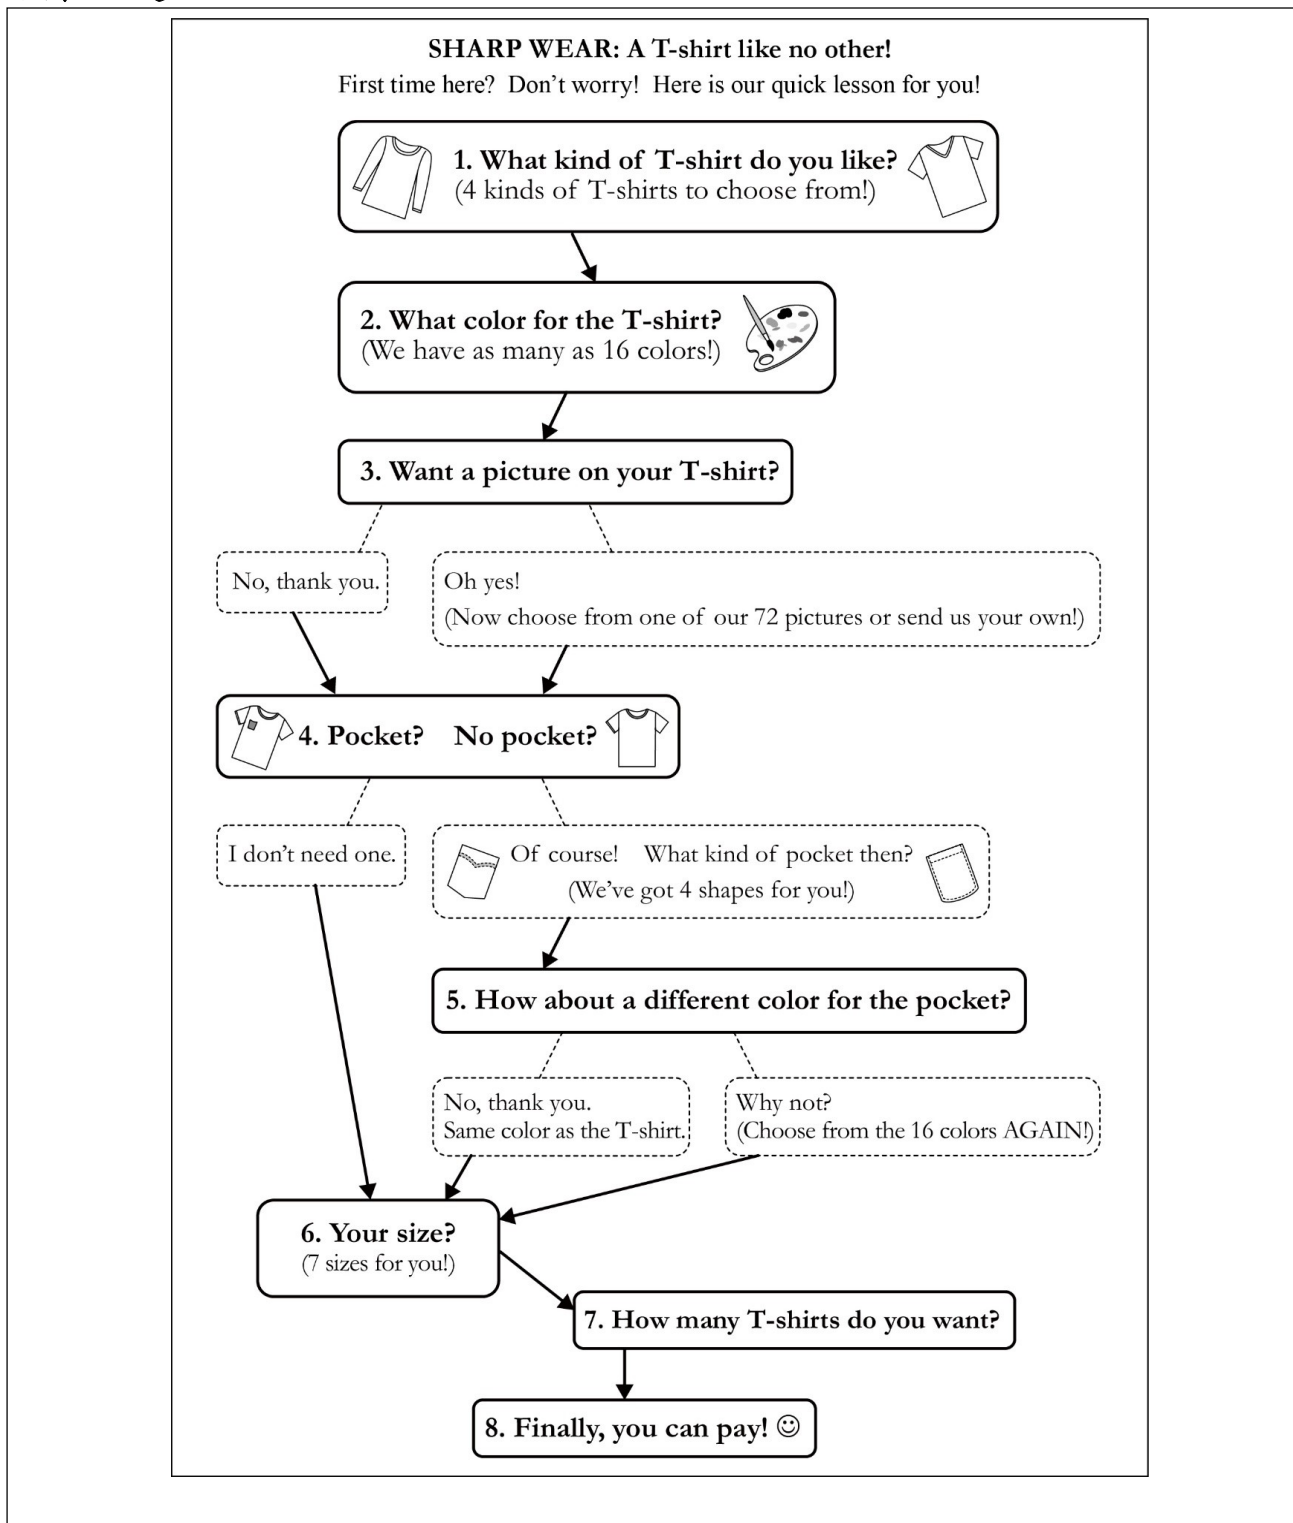 SHARP WEAR: A T-shirt like no other!
First time here? Don't worry! Here is our quick lesson for you!
1. What kind of T-shirt do you like?
(4 kinds of T-shirts to choose from!)
2. What color for the T-shirt?
(We have as many as 16 colors!)
3. Want a picture on your T-shirt?
No, thank you.
Oh yes!
(Now choose from one of our 72 pictures or send us your own!)
4. Pocket? No pocket?
I don't need one.
Of course! What kind of pocket then?
(We've got 4 shapes for you!)
5. How about a different color for the pocket?
No, thank you.
Same color as the T-shirt.
Why not?
(Choose from the 16 colors AGAIN!)
6. Your size?
(7 sizes for you!)
7. How many T-shirts do you want?
8. Finally, you can pay! ☺